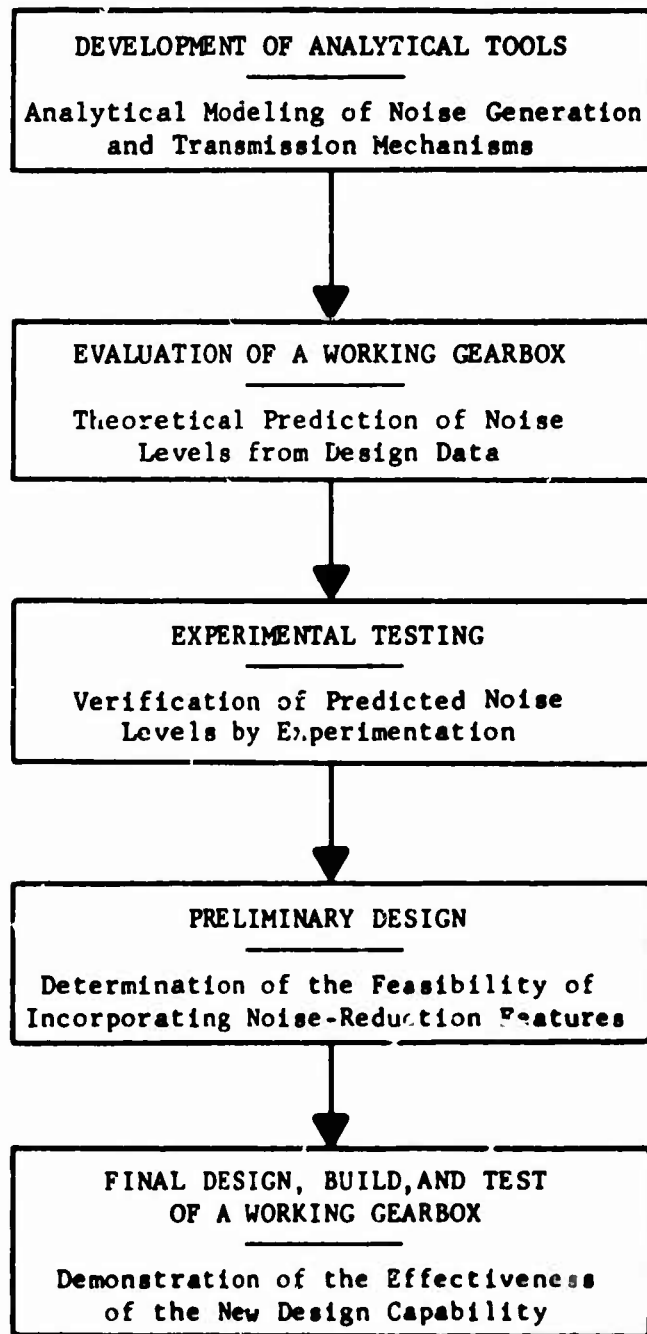 DEVELOPMENT OF ANALYTICAL TOOLS
Analytical Modeling of Noise Generation
and Transmission Mechanisms
EVALUATION OF A WORKING GEARBOX
Theoretical Prediction of Noise
Levels from Design Data
EXPERIMENTAL TESTING
Verification of Predicted Noise
Levels by Experimentation
PRELIMINARY DESIGN
Determination of the Feasibility of
Incorporating Noise-Reduction Features
FINAL DESIGN, BUILD,AND TEST
OF A WORKING GEARBOX
Demonstration of the Effectiveness
of the New Design Capability